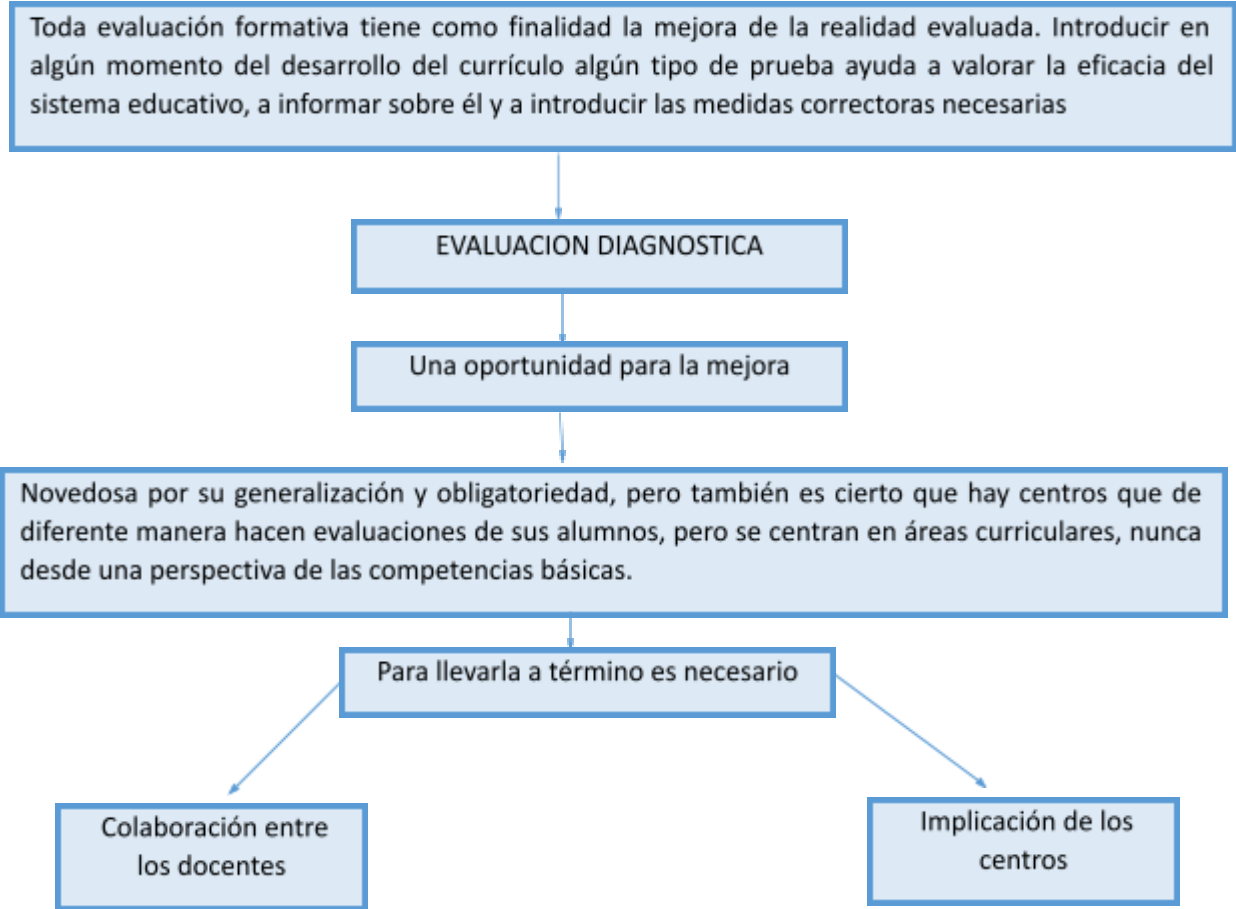 Toda evaluación formativa tiene como finalidad la mejora de la realidad evaluada. Introducir en
algún momento del desarrollo del currículo algún tipo de prueba ayuda a valorar la eficacia del
sistema educativo, a informar sobre él y a introducir las medidas correctoras necesarias
EVALUACION DIAGNOSTICA
Una oportunidad para la mejora
Novedosa por su generalización y obligatoriedad, pero también es cierto que hay centros que de
diferente manera hacen evaluaciones de sus alumnos, pero se centran en áreas curriculares, nunca
desde una perspectiva de las competencias básicas.
Para llevarla a término es necesario
Colaboración entre
los docentes
Implicación de los
centros